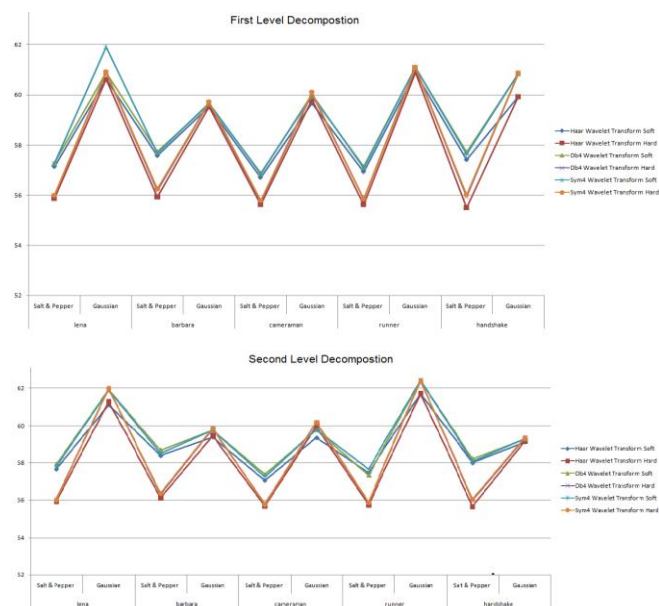 First Level Decompostion
62
60
58
56
54
52
Haar Wavelet Transform Soft
Haar Wavelet Transform Hard
Db4 Wavelet Transform Soft
Db4 Wavelet Transform Hard
Sym4 Wavelet Transform Soft
Sym4 Wavelet Transform Hard
Salt & Pepper Gaussian Salt & Pepper Gaussian Salt & Pepper Gaussian Salt & Pepper Gaussian Salt & Pepper Gaussian
lena barbara cameraman runner handshake
Second Level Decompostion
62
60
58
56
54
52
Haar Wavelet Transform Soft
Haar Wavelet Transform Hard
Db4 Wavelet Transform Soft
Db4 Wavelet Transform Hard
Sym4 Wavelet Transform Soft
Sym4 Wavelet Transform Hard
Salt & Pepper Gaussian Salt & Pepper Gaussian Salt & Pepper Gaussian Salt & Pepper Gaussian Salt & Pepper Gaussian
lena barbara cameraman runner handshake